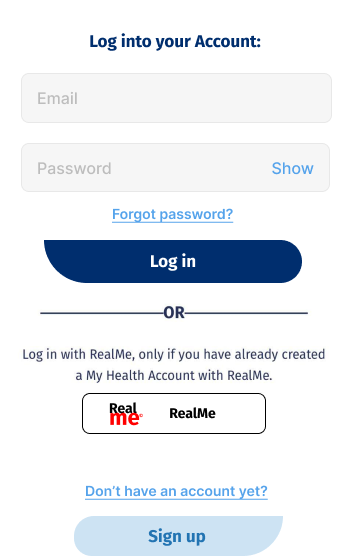 Log into your Account:
Email
Password Show
Forgot password?
Log in
OR
Log in with RealMe, only if you have already created
a My Health Account with RealMe.
Real
me® RealMe
Don't have an account yet?
Sign up